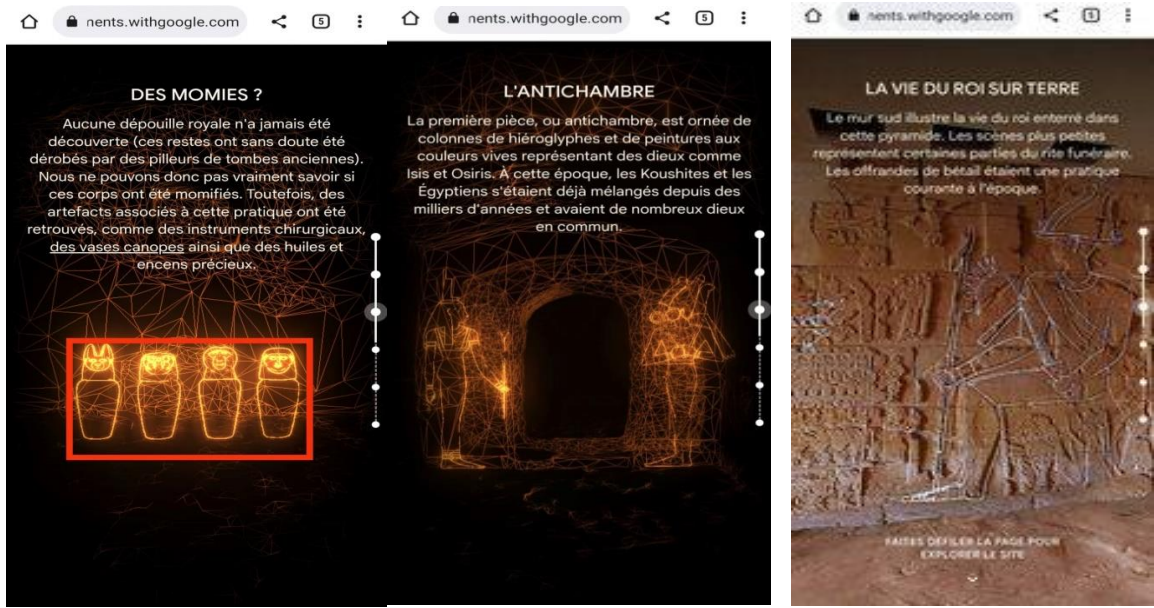 nents.withgoogle.com
5
DES MOMIES ?
Aucune dépouille royale n'a jamais été
découverte (ces restes ont sans doute été
dérobés par des pilleurs de tombes anciennes).
Nous ne pouvons donc pas vraiment savoir si
ces corps ont été momifiés. Toutefois, des
artefacts associés à cette pratique ont été
retrouvés, comme des instruments chirurgicaux,
des vases canopes ainsi que des huiles et
encens précieux.
nents.withgoogle.com
5
L'ANTICHAMBRE
La première pièce, ou antichambre, est ornée de
colonnes de hiéroglyphes et de peintures aux
couleurs vives représentant des dieux comme
Isis et Osiris. À cette époque, les Koushites et les
Égyptiens s'étaient déjà mélangés depuis des
milliers d'années et avaient de nombreux dieux
en commun.
nents.withgoogle.com
LA VIE DU ROI SUR TERRE
Le mur sud illustre la vie du roi enterré dans
cette pyramide. Les scènes plus petites
représentent certaines parties du rite funéraire.
Les offrandes de bétail étaient une pratique
courante à l'époque.
FAITES DÉFILER LA PAGE POUR
EXPLORER LE SITE